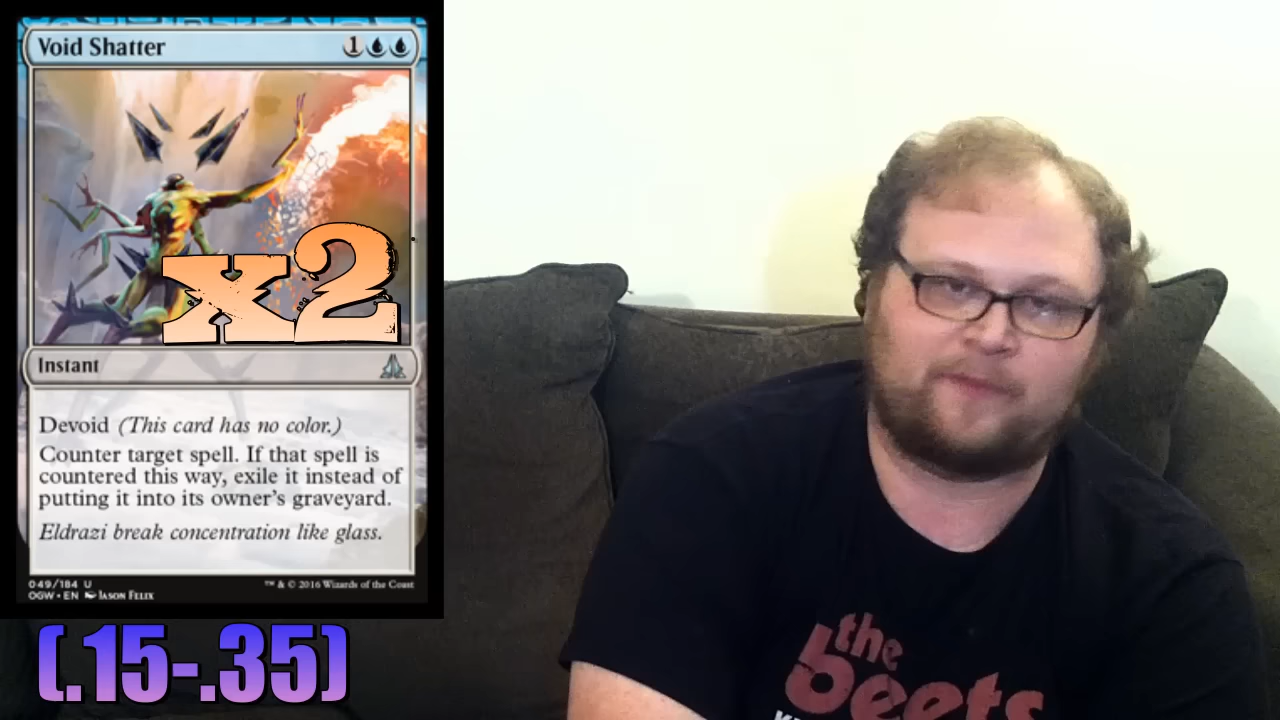 Void Shatter 1
x2
Instant
Devoid (This card has no color.)
Counter target spell. If that spell is
countered this way, exile it instead of
putting it into its owner's graveyard.
Eldrazi break concentration like glass.
049/184 U
OGW • EN Jason Felix
™ & © 2016 Wizards of the Coast
(.15-.35)
the
beets